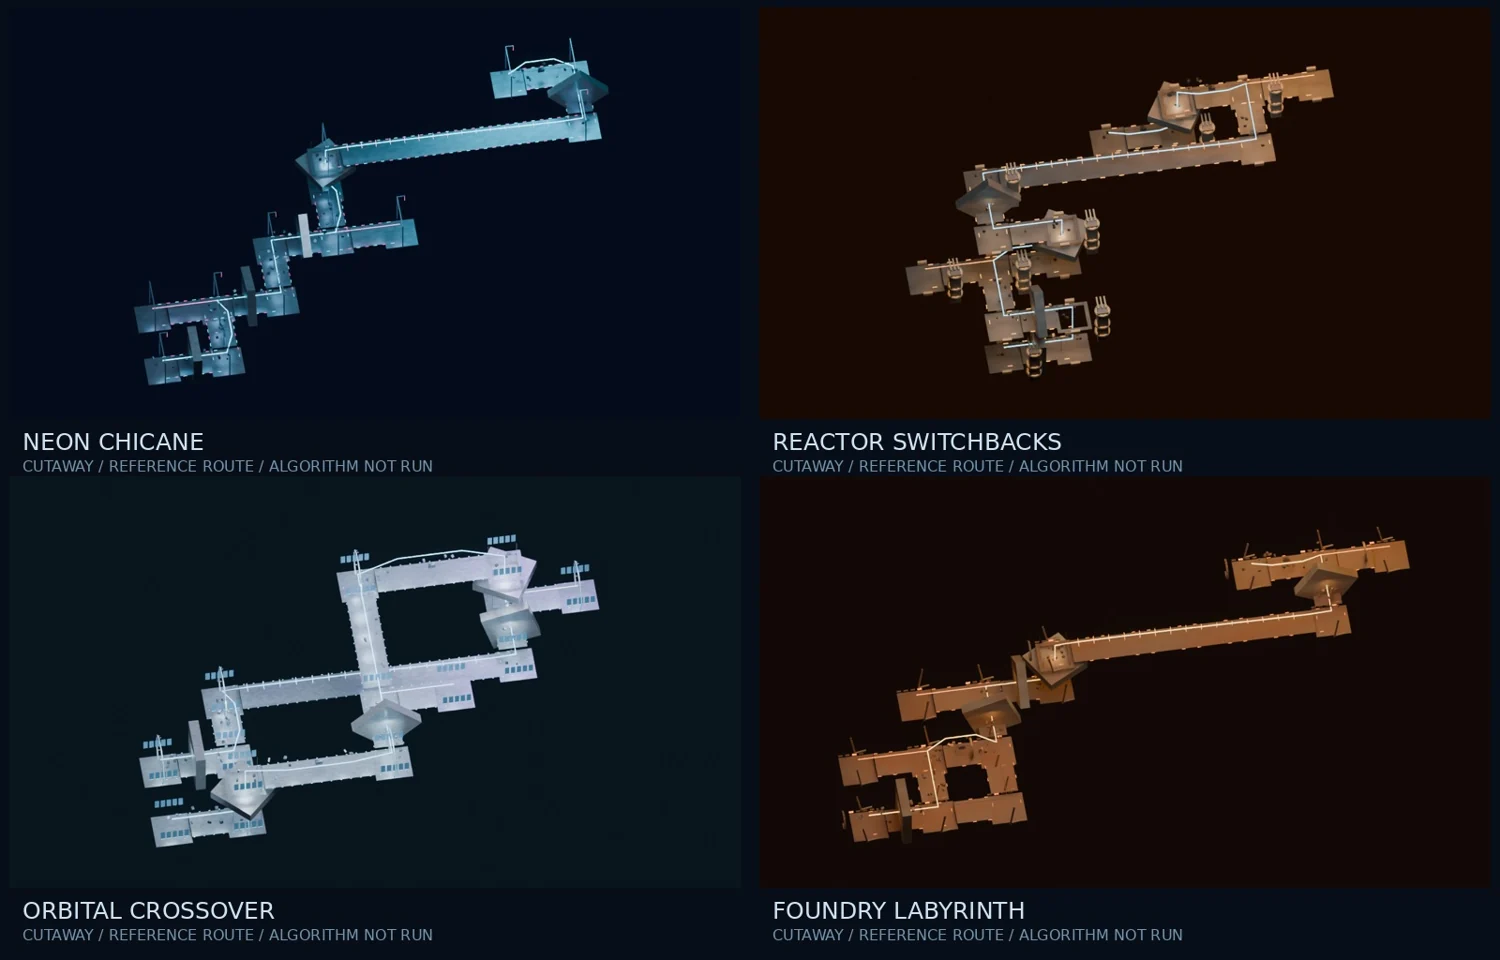 NEON CHICANE
CUTAWAY / REFERENCE ROUTE / ALGORITHM NOT RUN
REACTOR SWITCHBACKS
CUTAWAY / REFERENCE ROUTE / ALGORITHM NOT RUN
ORBITAL CROSSOVER
CUTAWAY / REFERENCE ROUTE / ALGORITHM NOT RUN
FOUNDRY LABYRINTH
CUTAWAY / REFERENCE ROUTE / ALGORITHM NOT RUN